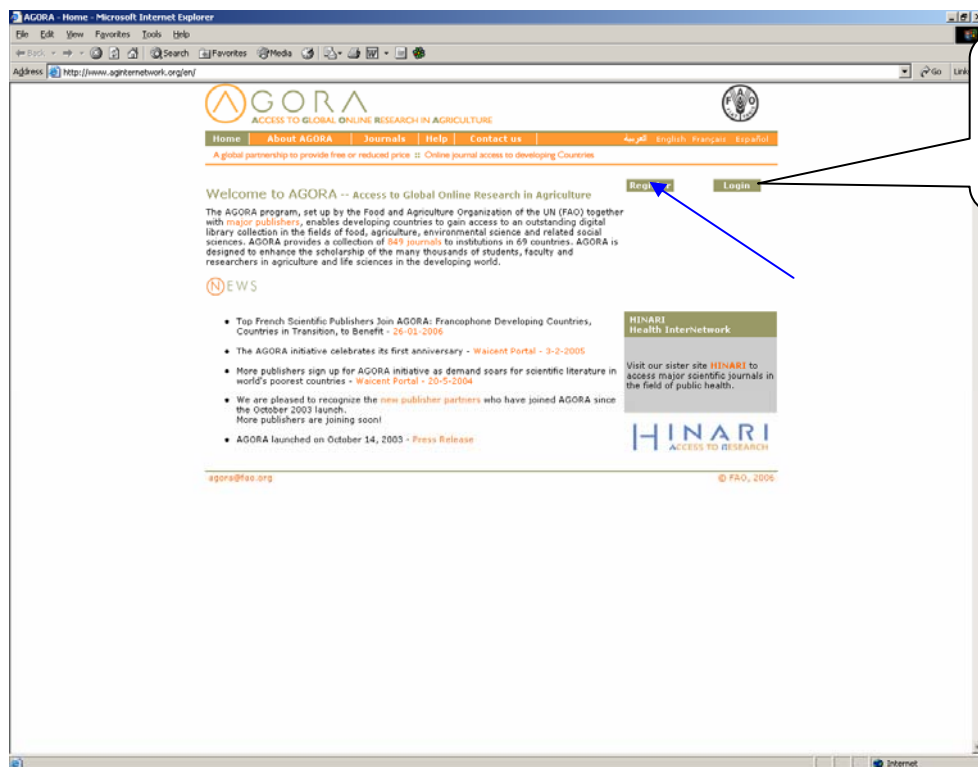 AGORA - Home - Microsoft Internet Explorer
File Edit View Favorites Tools Help
Back Search Favorites Media
Address http://www.aginternetwork.org/en/ Go Link
AGORA
ACCESS TO GLOBAL ONLINE RESEARCH IN AGRICULTURE
Home About AGORA Journals Help Contact us العربية English Français Español
A global partnership to provide free or reduced price :: Online journal access to developing Countries
Login
Welcome to AGORA -- Access to Global Online Research in Agriculture
The AGORA program, set up by the Food and Agriculture Organization of the UN (FAO) together
with major publishers, enables developing countries to gain access to an outstanding digital
library collection in the fields of food, agriculture, environmental science and related social
sciences. AGORA provides a collection of 849 journals to institutions in 69 countries. AGORA is
designed to enhance the scholarship of the many thousands of students, faculty and
researchers in agriculture and life sciences in the developing world.
NEWS
• Top French Scientific Publishers Join AGORA: Francophone Developing Countries,
Countries in Transition, to Benefit - 26-01-2006
• The AGORA initiative celebrates its first anniversary - Waicent Portal - 3-2-2005
• More publishers sign up for AGORA initiative as demand soars for scientific literature in
world's poorest countries - Waicent Portal - 20-5-2004
• We are pleased to recognize the new publisher partners who have joined AGORA since
the October 2003 launch.
More publishers are joining soon!
• AGORA launched on October 14, 2003 - Press Release
HINARI
Health InterNetwork
Visit our sister site HINARI to
access major scientific journals in
the field of public health.
HINARI
ACCESS TO RESEARCH
agora@fao.org © FAO, 2006
Internet